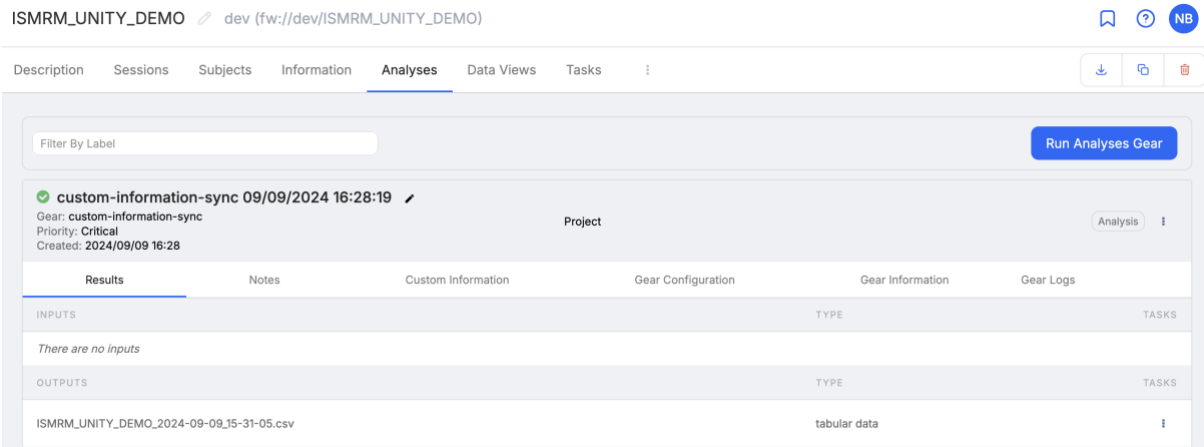 ISMRM_UNITY_DEMO dev (fw://dev/ISMRM_UNITY_DEMO) NB
Description Sessions Subjects Information Analyses Data Views Tasks
Filter By Label Run Analyses Gear
custom-information-sync 09/09/2024 16:28:19
Gear: custom-information-sync
Project Analysis
Priority: Critical
Created: 2024/09/09 16:28
Results Notes Custom Information Gear Configuration Gear Information Gear Logs
INPUTS TYPE TASKS
There are no inputs
OUTPUTS TYPE TASKS
ISMRM_UNITY_DEMO_2024-09-09_15-31-05.csv tabular data